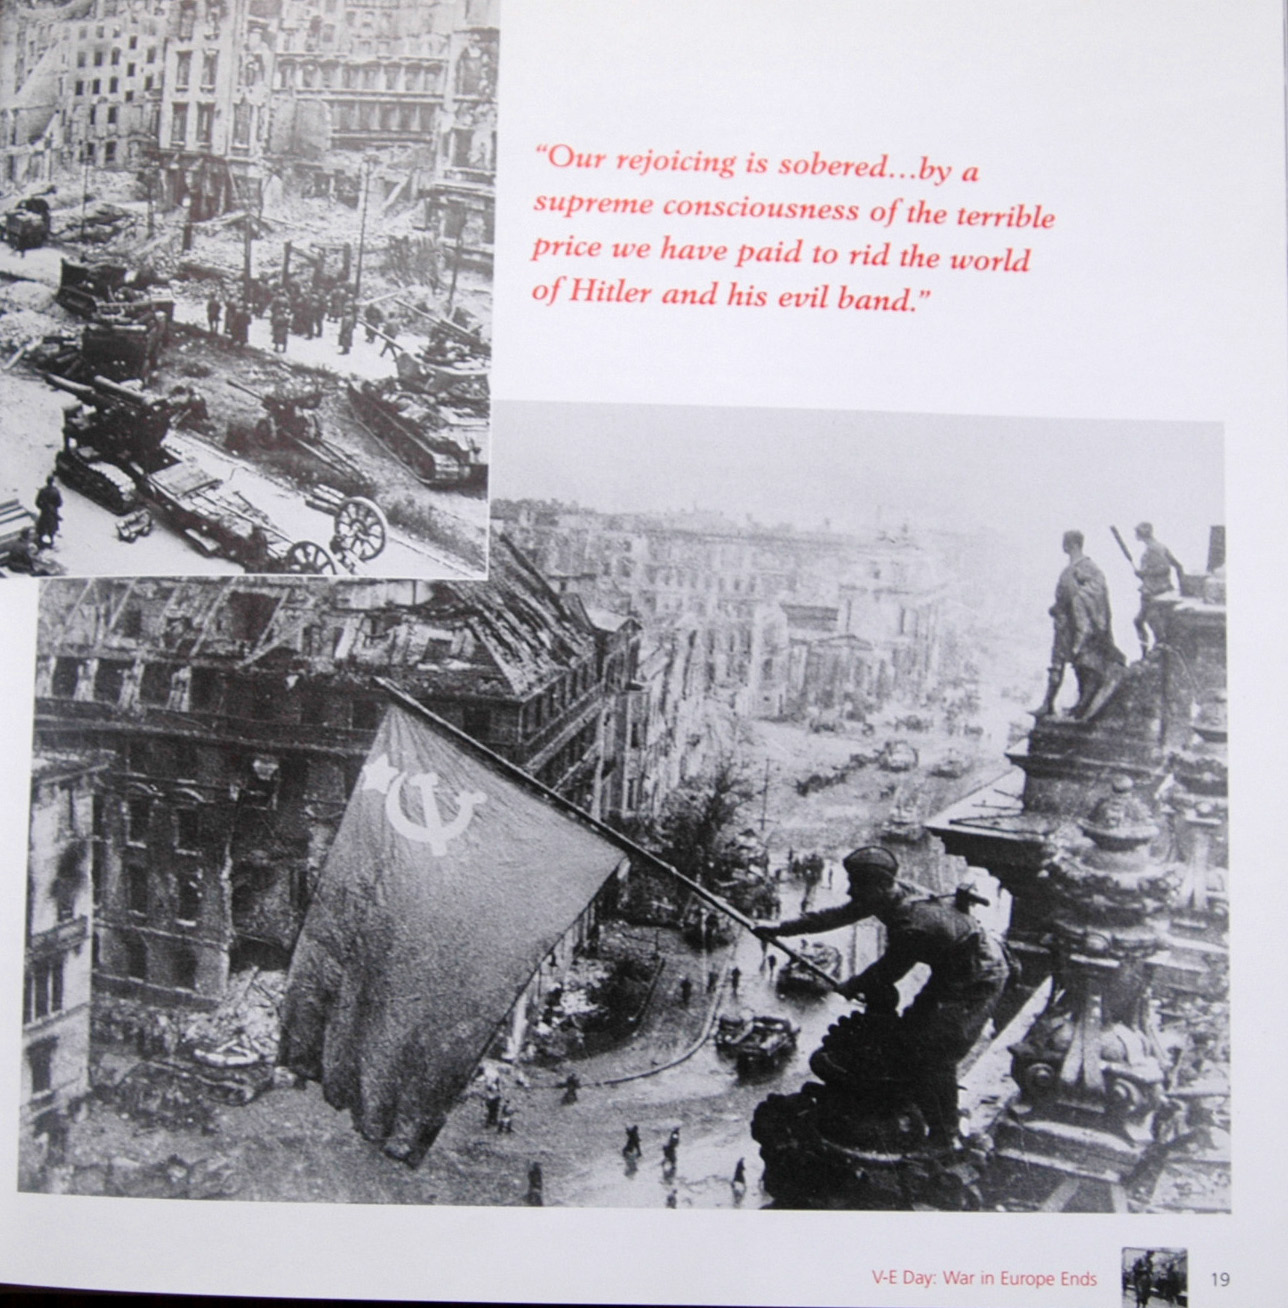 “Our rejoicing is sobered...by a
supreme consciousness of the terrible
price we have paid to rid the world
of Hitler and his evil band.”
V-E Day: War in Europe Ends 19